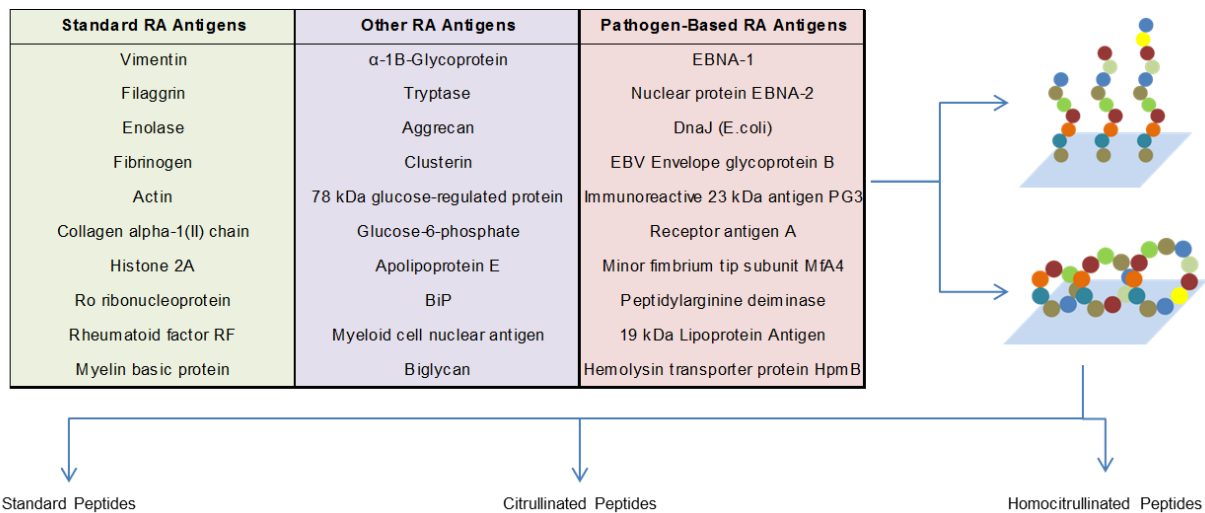 Standard RA Antigens Other RA Antigens Pathogen-Based RA Antigens
Vimentin α-1B-Glycoprotein EBNA-1
Filaggrin Tryptase Nuclear protein EBNA-2
Enolase Aggrecan DnaJ (E.coli)
Fibrinogen Clusterin EBV Envelope glycoprotein B
Actin 78 kDa glucose-regulated protein Immunoreactive 23 kDa antigen PG3
Collagen alpha-1(II) chain Glucose-6-phosphate Receptor antigen A
Histone 2A Apolipoprotein E Minor fimbrium tip subunit MfA4
Ro ribonucleoprotein BiP Peptidylarginine deiminase
Rheumatoid factor RF Myeloid cell nuclear antigen 19 kDa Lipoprotein Antigen
Myelin basic protein Biglycan Hemolysin transporter protein HpmB
Standard Peptides Citrullinated Peptides Homocitrullinated Peptides